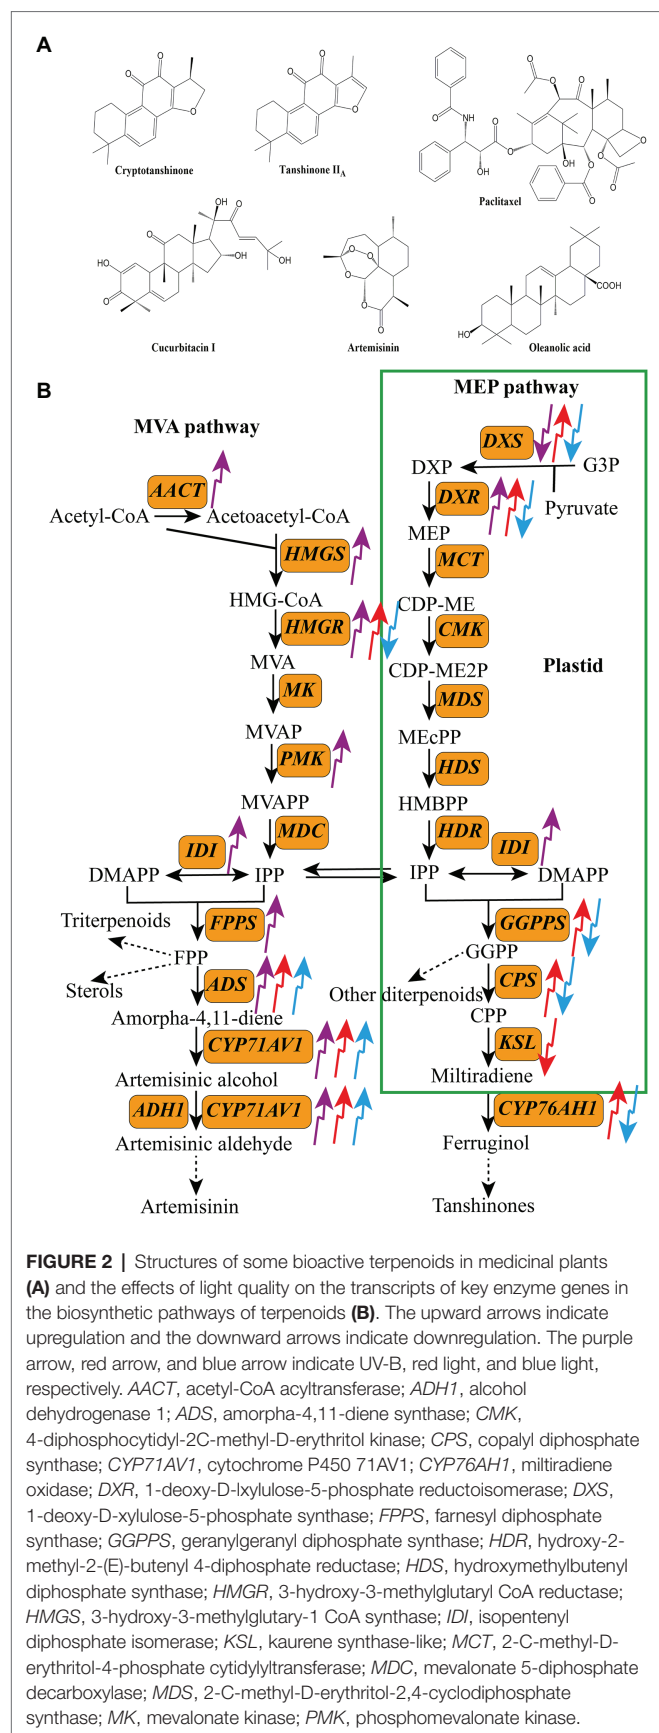 A
O
O
O
Cryptotanshinone
O
O
O
Tanshinone IIA
O
NH
O
O
OH
O
O
O
O
OH
O
O
O
O
O
O
Paclitaxel
OH
O
O
HO
O
OH
OH
Cucurbitacin I
O
O
O
O
O
Artemisinin
COOH
HO
Oleanolic acid
B
MVA pathway
AACT
Acetyl-CoA
Acetoacetyl-CoA
HMGS
HMG-CoA
HMGR
MVA
MK
MVAP
PMK
MVAPP
MDC
IDI
DMAPP
IPP
FPPS
Triterpenoids
FPP
Sterols
ADS
Amorpha-4,11-diene
CYP71AV1
Artemisinic alcohol
ADH1
CYP71AV1
Artemisinic aldehyde
Artemisinin
MEP pathway
DXS
DXP
G3P
Pyruvate
DXR
MEP
MCT
CDP-ME
CMK
Plastid
CDP-ME2P
MDS
MEcPP
HDS
HMBPP
HDR
IDI
IPP
DMAPP
GGPPS
GGPP
Other diterpenoids
CPS
CPP
KSL
Miltiradiene
CYP76AH1
Ferruginol
Tanshinones
FIGURE 2 | Structures of some bioactive terpenoids in medicinal plants
(A) and the effects of light quality on the transcripts of key enzyme genes in
the biosynthetic pathways of terpenoids (B). The upward arrows indicate
upregulation and the downward arrows indicate downregulation. The purple
arrow, red arrow, and blue arrow indicate UV-B, red light, and blue light,
respectively. AACT, acetyl-CoA acyltransferase; ADH1, alcohol
dehydrogenase 1; ADS, amorpha-4,11-diene synthase; CMK,
4-diphosphocytidyl-2C-methyl-D-erythritol kinase; CPS, copalyl diphosphate
synthase; CYP71AV1, cytochrome P450 71AV1; CYP76AH1, miltiradiene
oxidase; DXR, 1-deoxy-D-lxylulose-5-phosphate reductoisomerase; DXS,
1-deoxy-D-xylulose-5-phosphate synthase; FPPS, farnesyl diphosphate
synthase; GGPPS, geranylgeranyl diphosphate synthase; HDR, hydroxy-2-
methyl-2-(E)-butenyl 4-diphosphate reductase; HDS, hydroxymethylbutenyl
diphosphate synthase; HMGR, 3-hydroxy-3-methylglutaryl CoA reductase;
HMGS, 3-hydroxy-3-methylglutary-1 CoA synthase; IDI, isopentenyl
diphosphate isomerase; KSL, kaurene synthase-like; MCT, 2-C-methyl-D-
erythritol-4-phosphate cytidylyltransferase; MDC, mevalonate 5-diphosphate
decarboxylase; MDS, 2-C-methyl-D-erythritol-2,4-cyclodiphosphate
synthase; MK, mevalonate kinase; PMK, phosphomevalonate kinase.